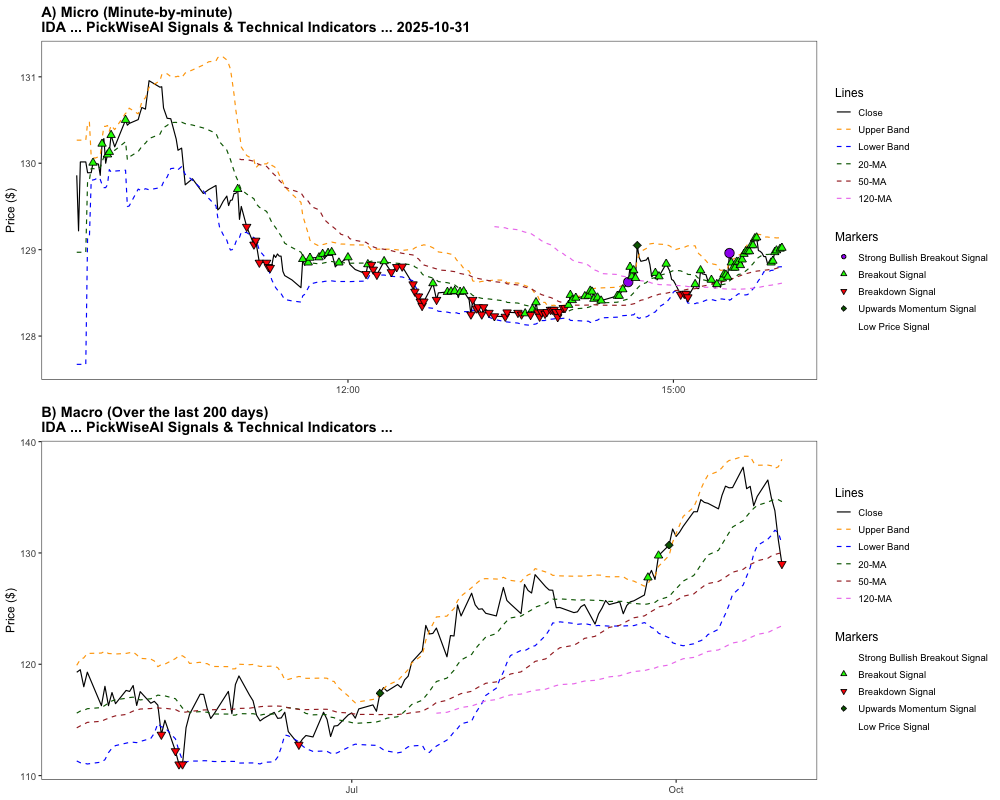 A) Micro (Minute-by-minute)
IDA ... PickWiseAI Signals & Technical Indicators ... 2025-10-31
131
130
129
128
Price ($)
12:00
15:00
Lines
Close
Upper Band
Lower Band
20-MA
50-MA
120-MA
Markers
Strong Bullish Breakout Signal
Breakout Signal
Breakdown Signal
Upwards Momentum Signal
Low Price Signal
B) Macro (Over the last 200 days)
IDA ... PickWiseAI Signals & Technical Indicators ...
140
130
120
110
Price ($)
Jul
Oct
Lines
Close
Upper Band
Lower Band
20-MA
50-MA
120-MA
Markers
Strong Bullish Breakout Signal
Breakout Signal
Breakdown Signal
Upwards Momentum Signal
Low Price Signal